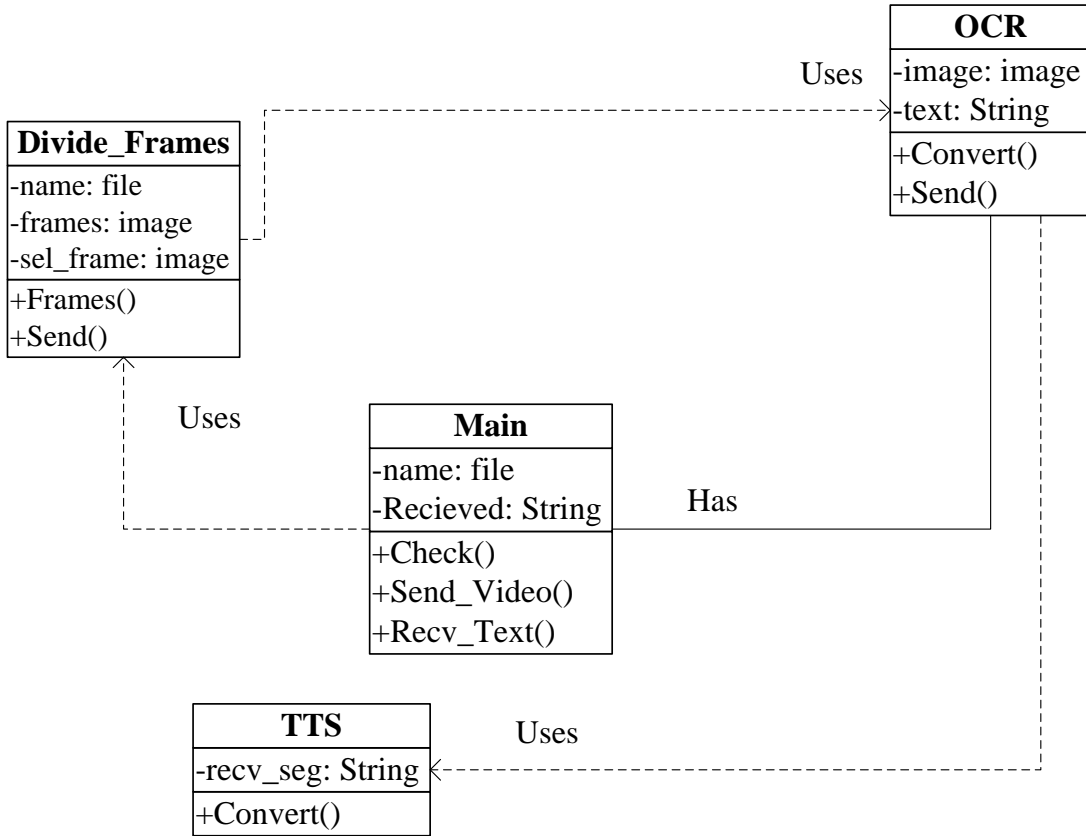 OCR
-image: image
-text: String
+Convert()
+Send()
Uses
Divide_Frames
-name: file
-frames: image
-sel_frame: image
+Frames()
+Send()
Uses
Main
-name: file
-Recieved: String
+Check()
+Send_Video()
+Recv_Text()
Has
TTS
-recv_seg: String
+Convert()
Uses